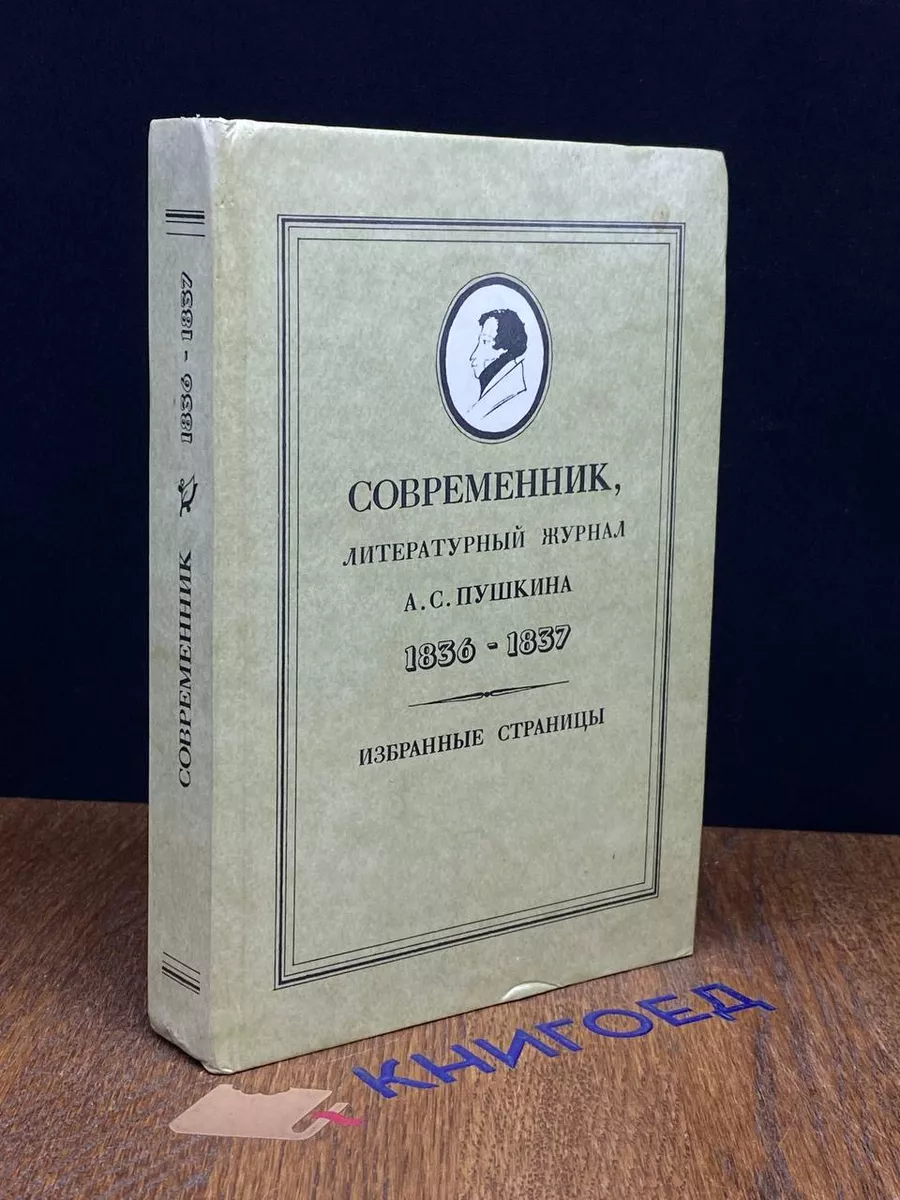 СОВРЕМЕННИК 1836 - 1837
СОВРЕМЕННИК,
ЛИТЕРАТУРНЫЙ ЖУРНАЛ
А.С.ПУШКИНА
1836 - 1837
ИЗБРАННЫЕ СТРАНИЦЫ
КНИГОЕД